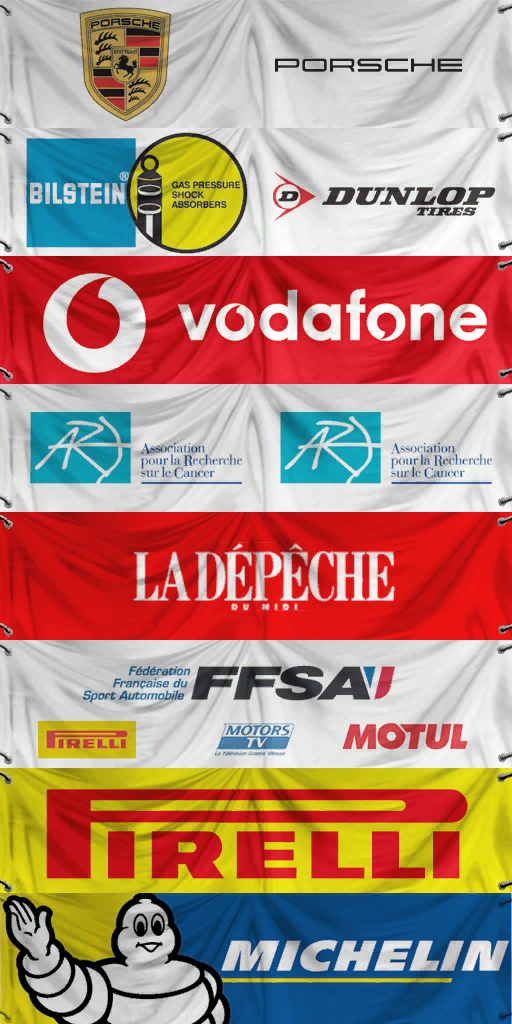 PORSCHE
STUTTGART
PORSCHE
BILSTEIN®
GAS PRESSURE
SHOCK
ABSORBERS
D
DUNLOP
TIRES
vodafone
ARC
Association
pour la Recherche
sur le Cancer
ARC
Association
pour la Recherche
sur le Cancer
LA DÉPÊCHE
DU MIDI
Fédération
Française du
Sport Automobile
FFSA
PIRELLI
MOTORS
TV
La Télévision Grande Vitesse
MOTUL
PIRELLI
MICHELIN